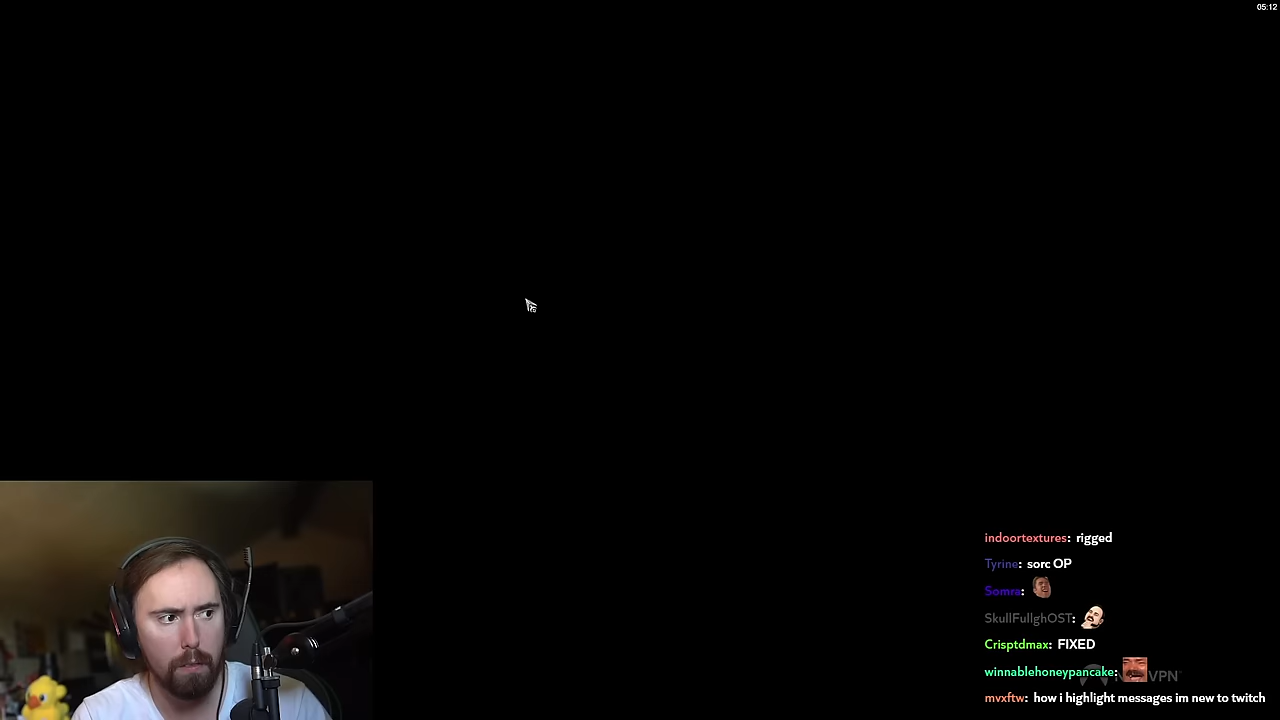 05:12
indoortextures: rigged
Tyrine: sorc OP
Somra:
SkullFullghOST:
Crisptdmax: FIXED
winnablehoneypancake:
VPN
mvxftw: how i highlight messages im new to twitch